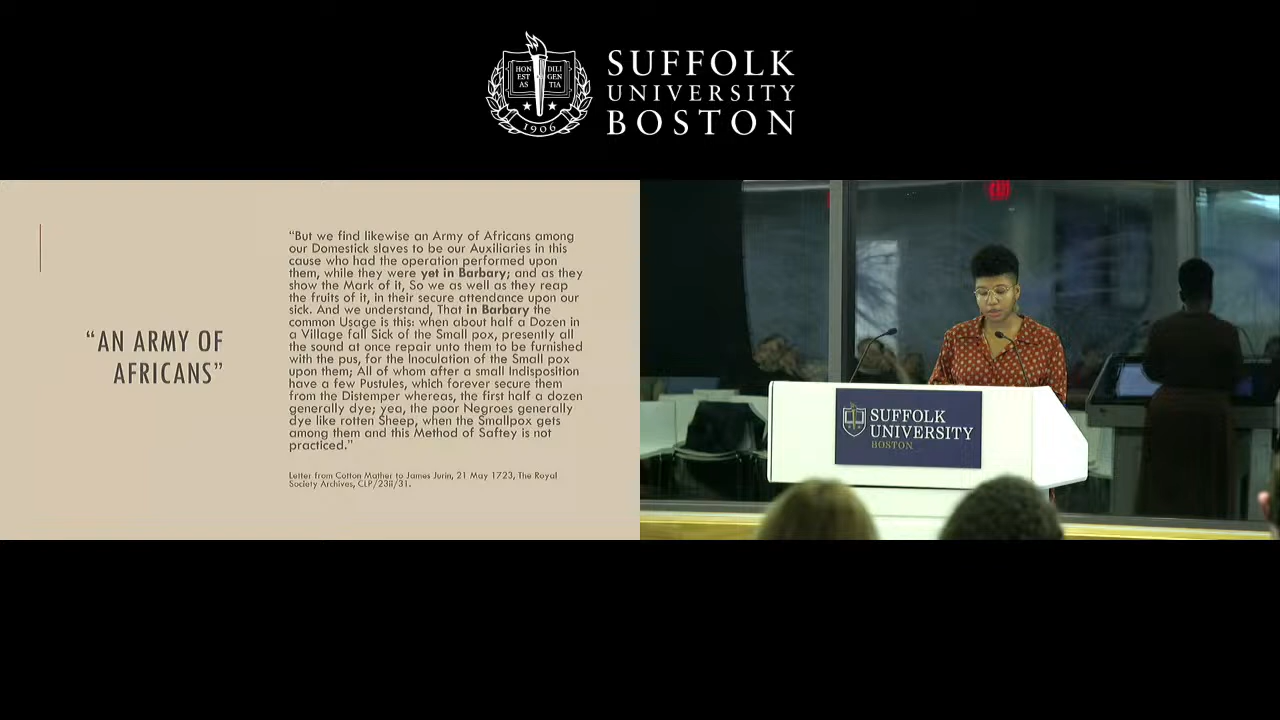 HON
EST
AS
DILI
GEN
TIA
1906
SUFFOLK
UNIVERSITY
BOSTON
“AN ARMY OF
AFRICANS”
“But we find likewise an Army of Africans among
our Domestick slaves to be our Auxiliaries in this
cause who had the operation performed upon
them, while they were yet in Barbary; and as they
show the Mark of it, So we as well as they reap
the fruits of it, in their secure attendance upon our
sick. And we understand, That in Barbary the
common Usage is this: when about half a Dozen in
a Village fall Sick of the Small pox, presently all
the sound at once repair unto them to be furnished
with the pus, for the Inoculation of the Small pox
upon them; All of whom after a small Indisposition
have a few Pustules, which forever secure them
from the Distemper whereas, the first half a dozen
generally dye; yea, the poor Negroes generally
dye like rotten Sheep, when the Smallpox gets
among them and this Method of Saftey is not
practiced.”
Letter from Cotton Mather to James Jurin, 21 May 1723, The Royal
Society Archives, CLP/23ii/31.
SUFFOLK
UNIVERSITY
BOSTON